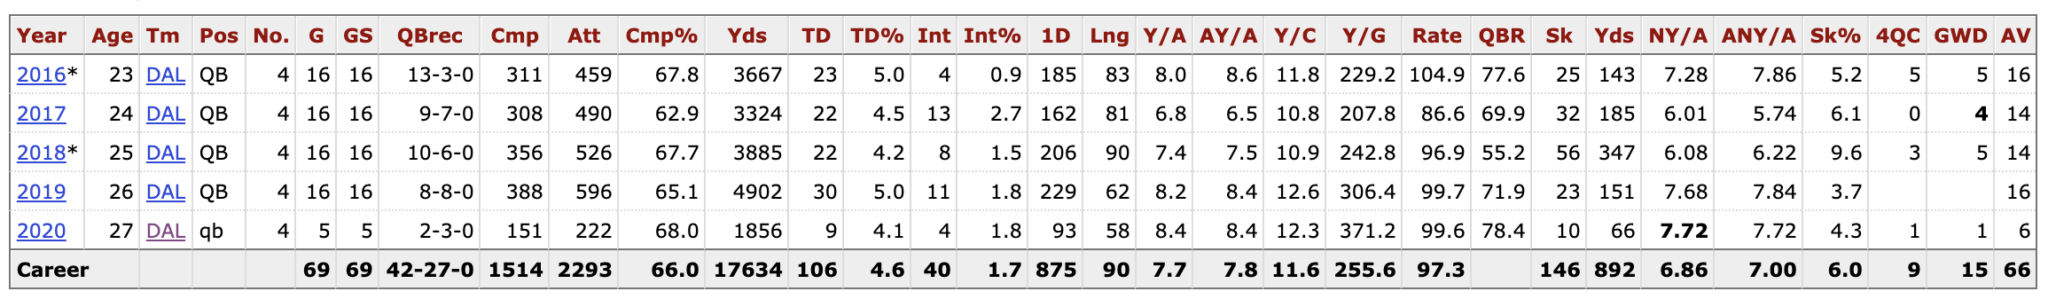 Year Age Tm Pos No. G GS QBrec Cmp Att Cmp% Yds TD TD% Int Int% 1D Lng Y/A AY/A Y/C Y/G Rate QBR Sk Yds NY/A ANY/A Sk% 4QC GWD AV
2016* 23 DAL QB 4 16 16 13-3-0 311 459 67.8 3667 23 5.0 4 0.9 185 83 8.0 8.6 11.8 229.2 104.9 77.6 25 143 7.28 7.86 5.2 5 5 16
2017 24 DAL QB 4 16 16 9-7-0 308 490 62.9 3324 22 4.5 13 2.7 162 81 6.8 6.5 10.8 207.8 86.6 69.9 32 185 6.01 5.74 6.1 0 4 14
2018* 25 DAL QB 4 16 16 10-6-0 356 526 67.7 3885 22 4.2 8 1.5 206 90 7.4 7.5 10.9 242.8 96.9 55.2 56 347 6.08 6.22 9.6 3 5 14
2019 26 DAL QB 4 16 16 8-8-0 388 596 65.1 4902 30 5.0 11 1.8 229 62 8.2 8.4 12.6 306.4 99.7 71.9 23 151 7.68 7.84 3.7 16
2020 27 DAL qb 4 5 5 2-3-0 151 222 68.0 1856 9 4.1 4 1.8 93 58 8.4 8.4 12.3 371.2 99.6 78.4 10 66 7.72 7.72 4.3 1 1 6
Career 69 69 42-27-0 1514 2293 66.0 17634 106 4.6 40 1.7 875 90 7.7 7.8 11.6 255.6 97.3 146 892 6.86 7.00 6.0 9 15 66